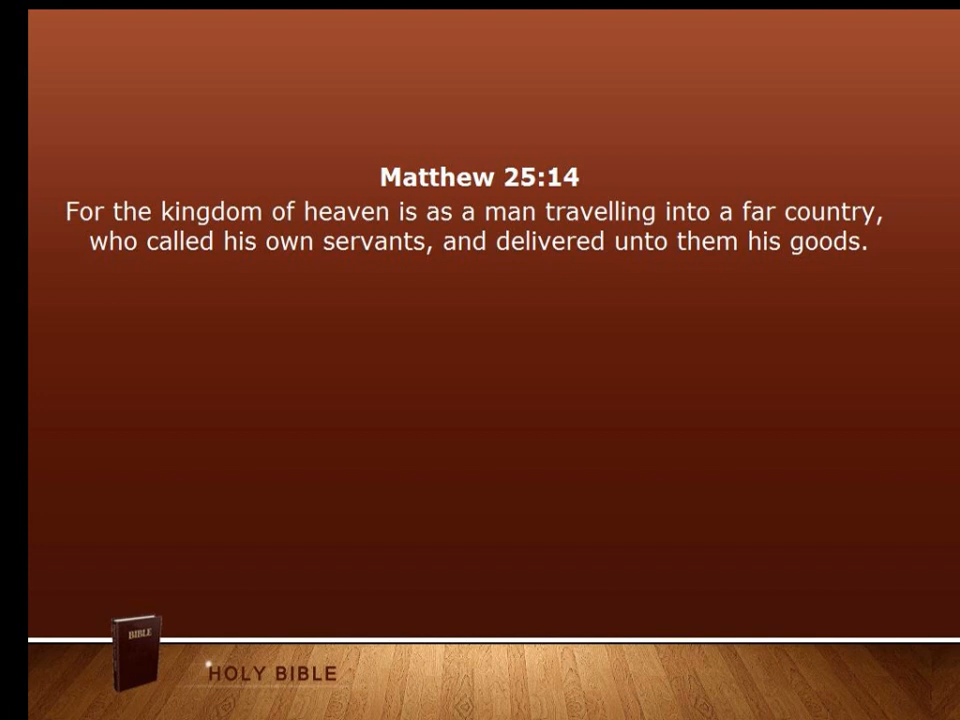 Matthew 25:14
For the kingdom of heaven is as a man travelling into a far country,
who called his own servants, and delivered unto them his goods.
BIBLE
HOLY BIBLE